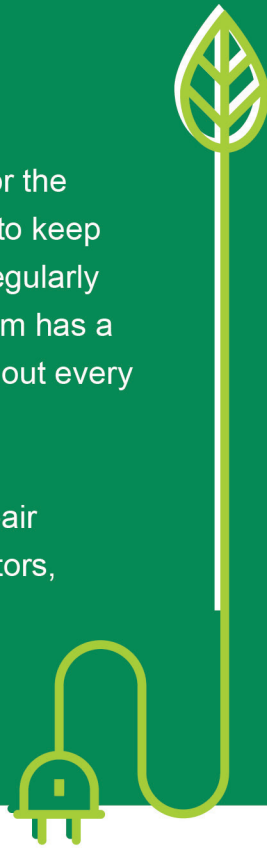 or the
to keep
egularly
m has a
out every
air
tors,